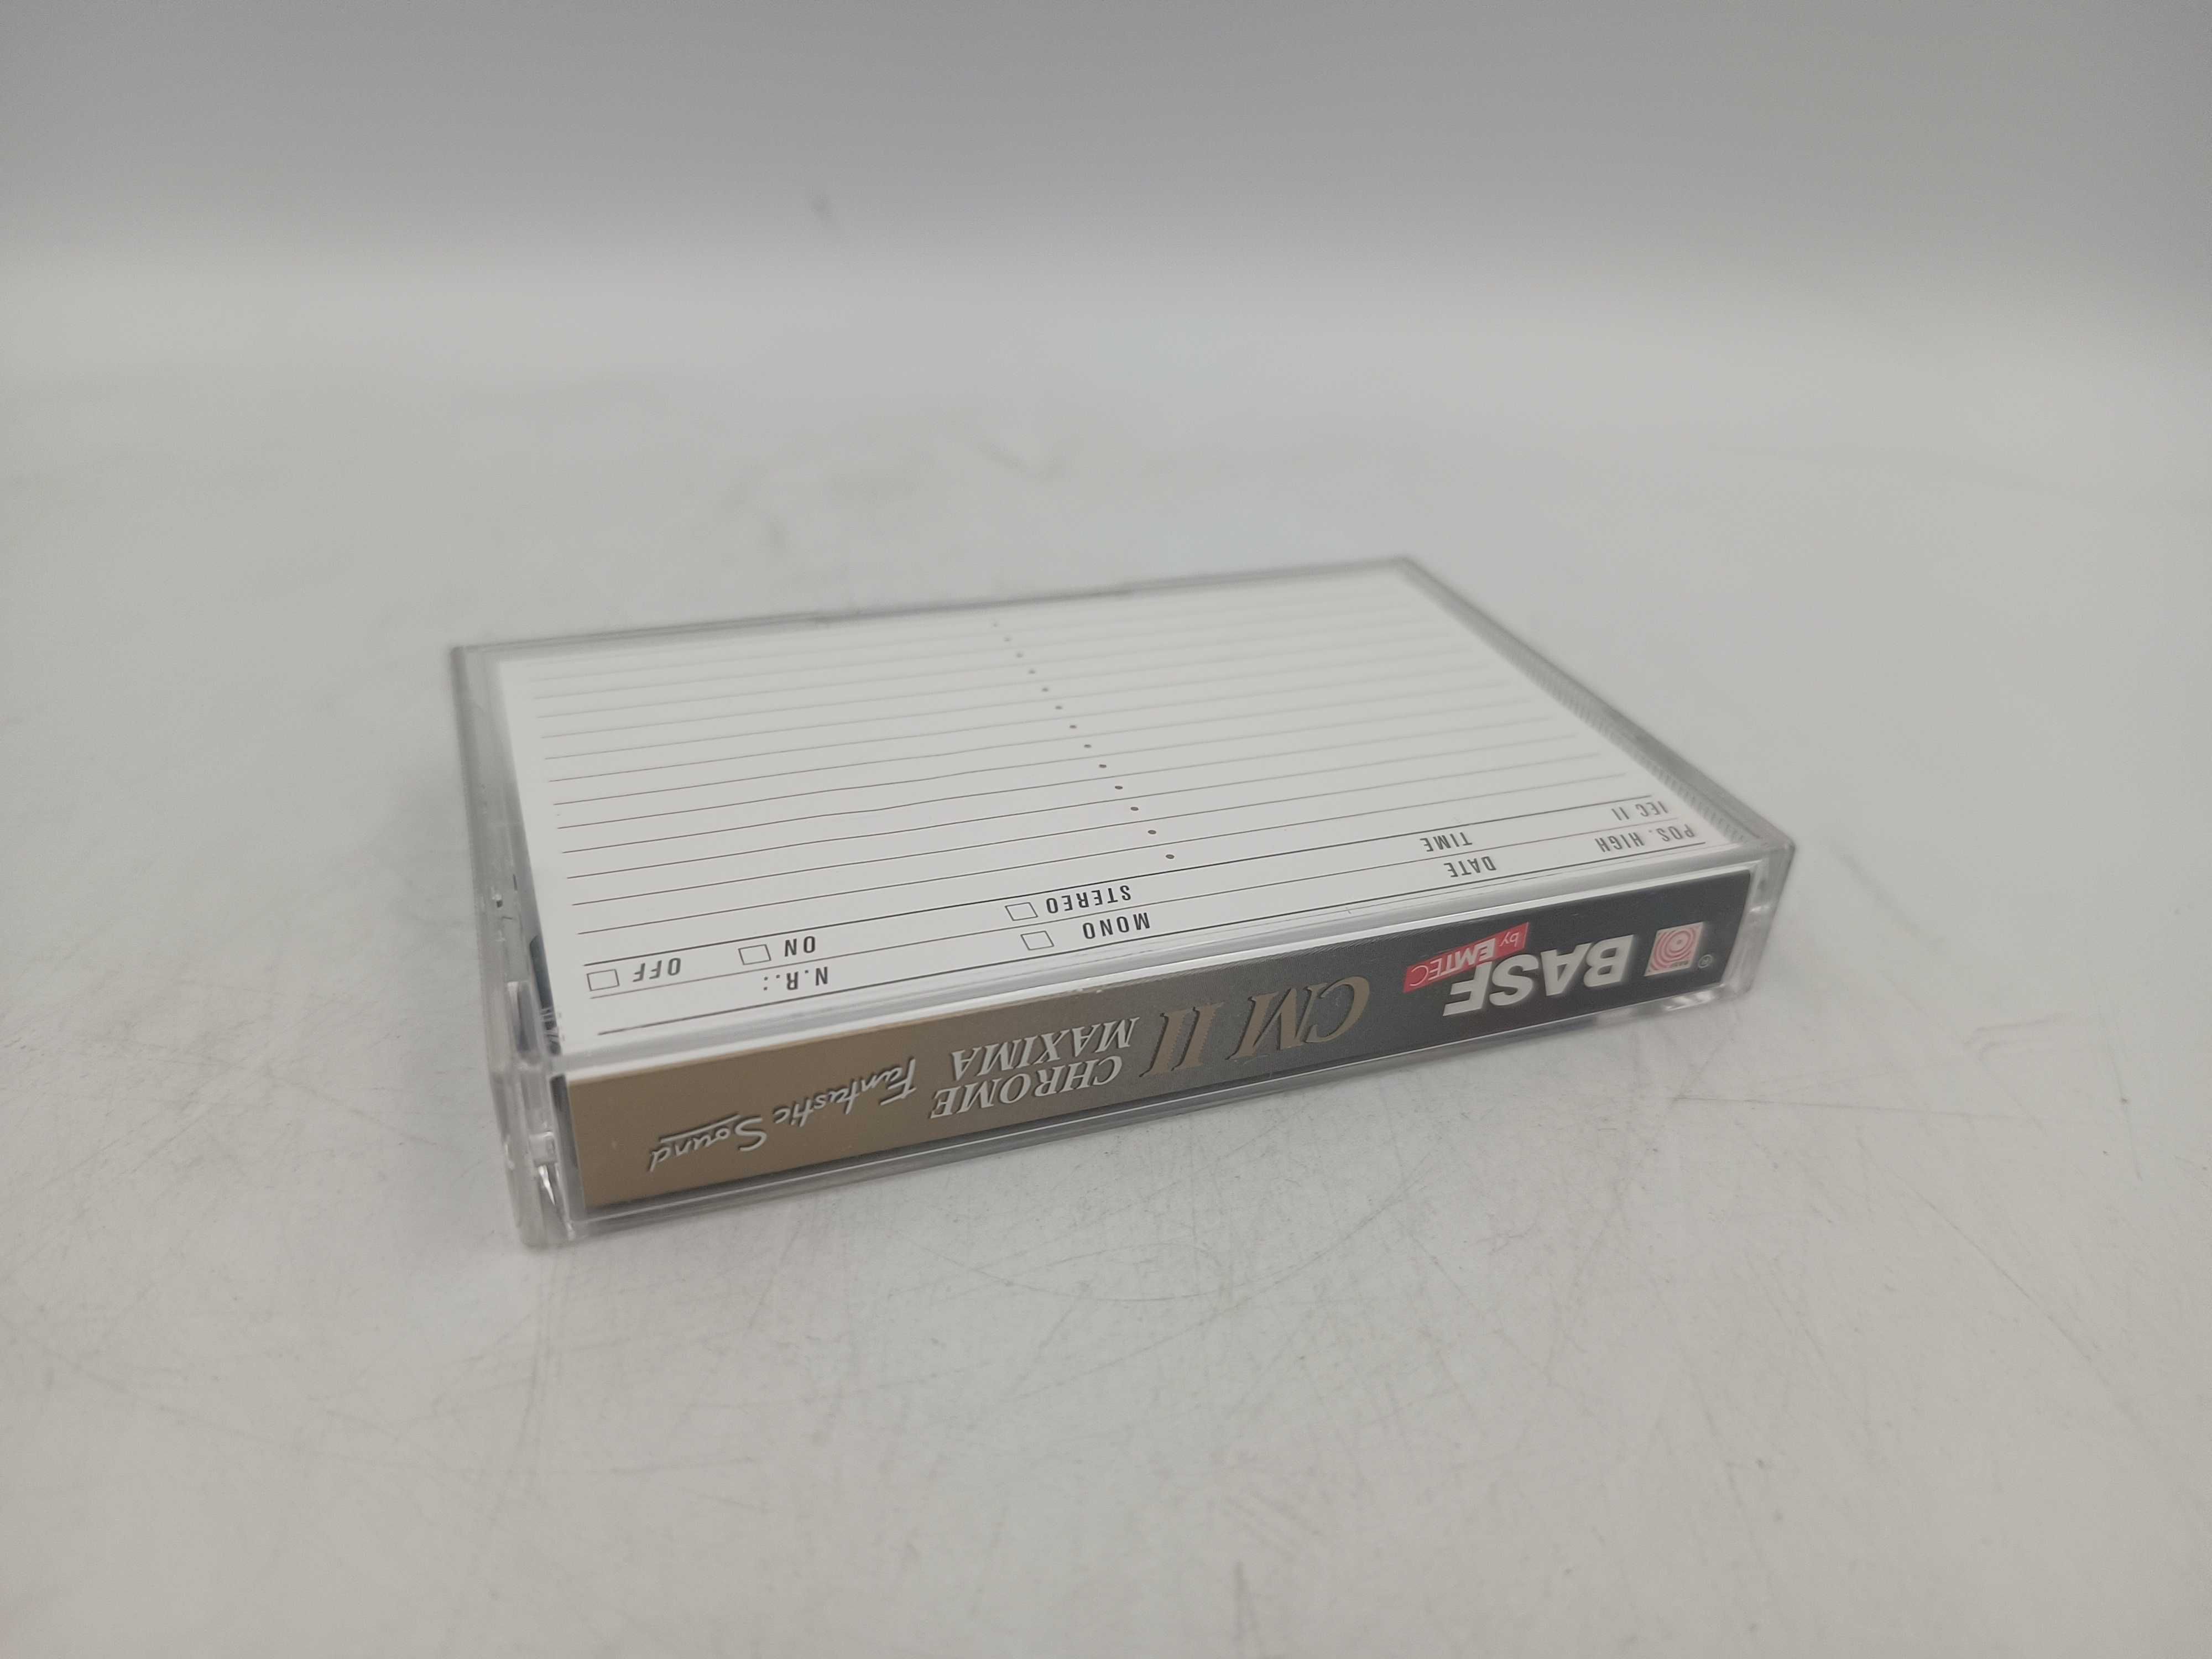 BASF
by EMTEC
CM II
CHROME
MAXIMA
Fantastic Sound
POS. HIGH
DATE
MONO
N.R.:
IEC II
TIME
STEREO
ON
OFF